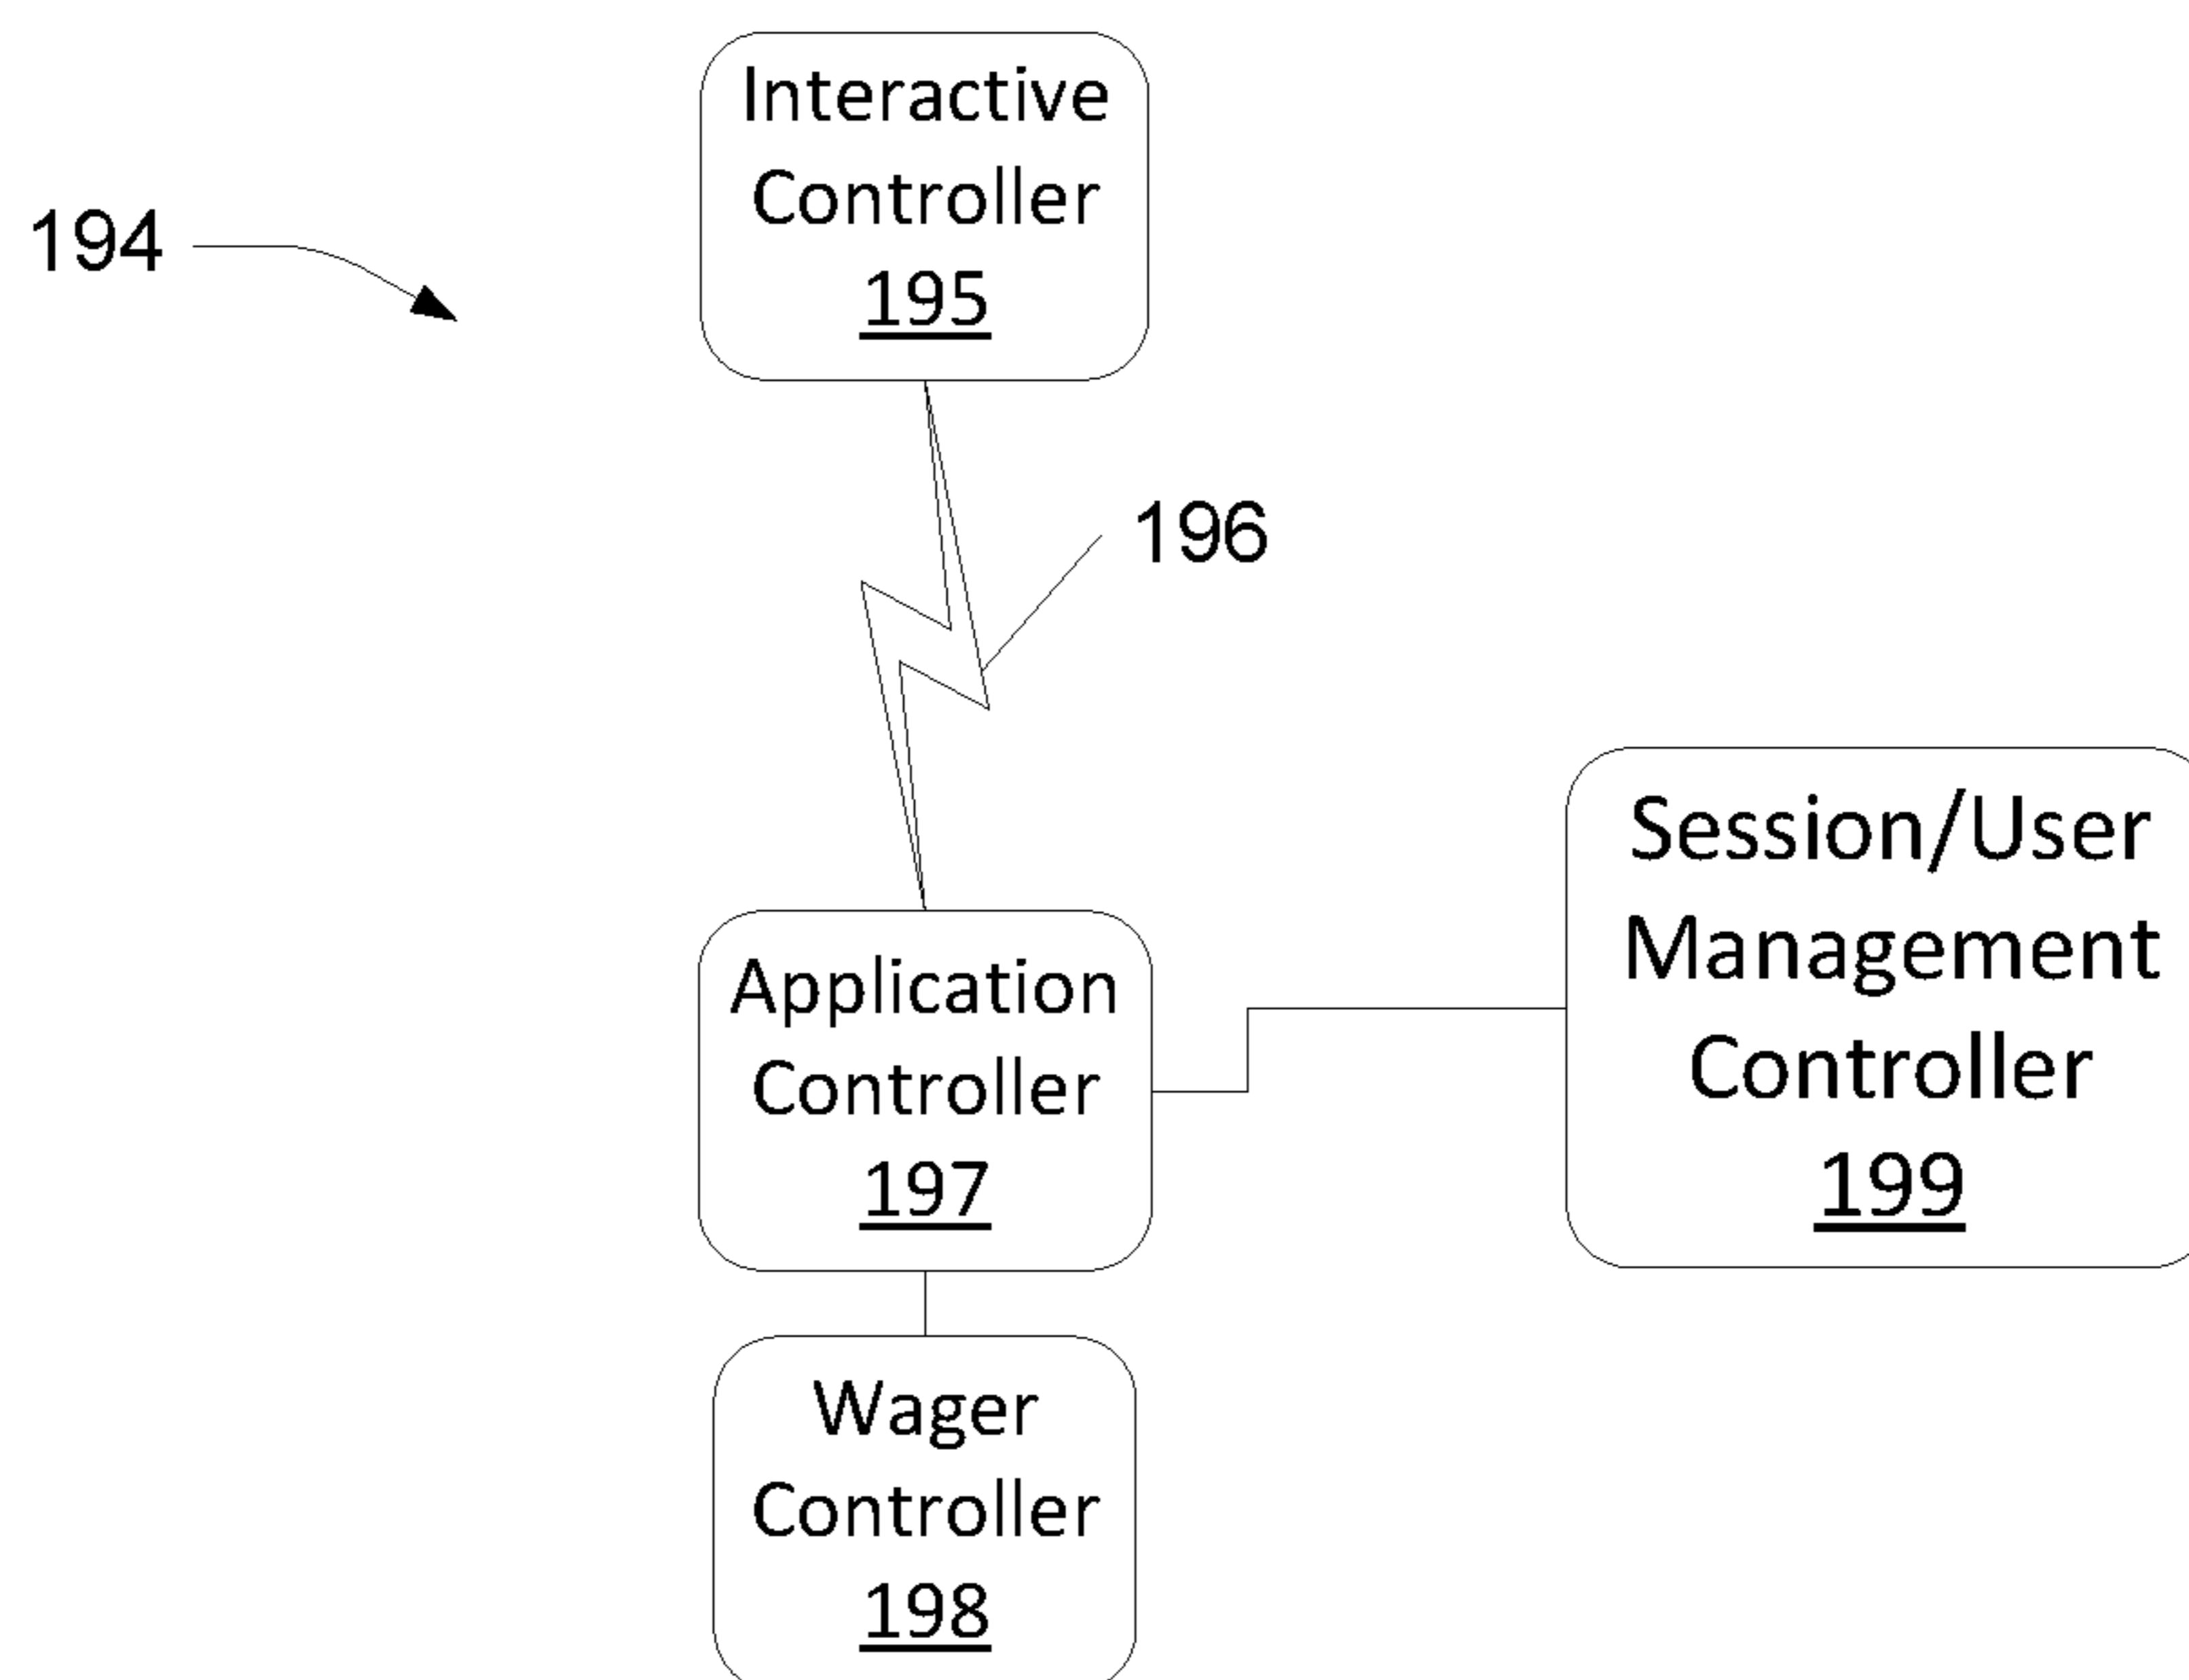 Interactive
Controller
195
194
196
Application
Controller
197
Session/User
Management
Controller
199
Wager
Controller
198